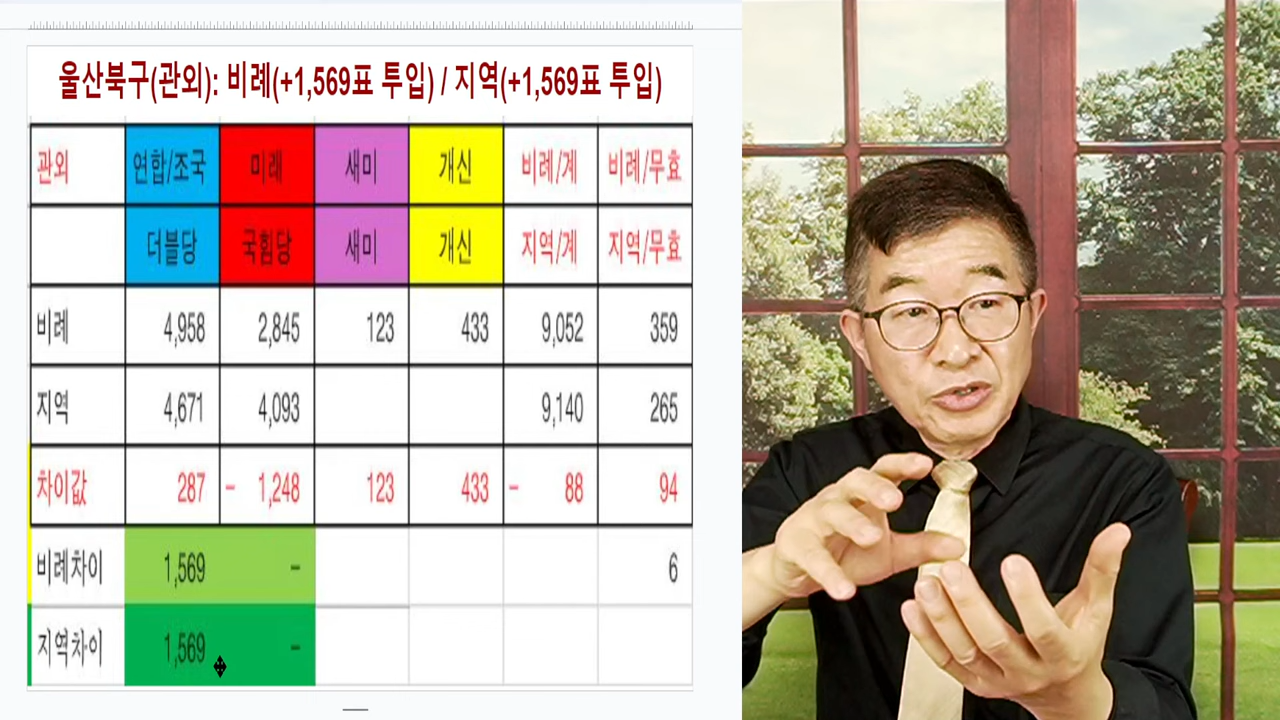 울산북구(관외): 비례(+1,569표 투입) / 지역(+1,569표 투입)
관외 연합/조국 미래 새미 개신 비례/계 비례/무효
더블당 국힘당 새미 개신 지역/계 지역/무효
비례 4,958 2,845 123 433 9,052 359
지역 4,671 4,093 9,140 265
차이값 287 - 1,248 123 433 - 88 94
비례차이 1,569 - 6
지역차이 1,569 -